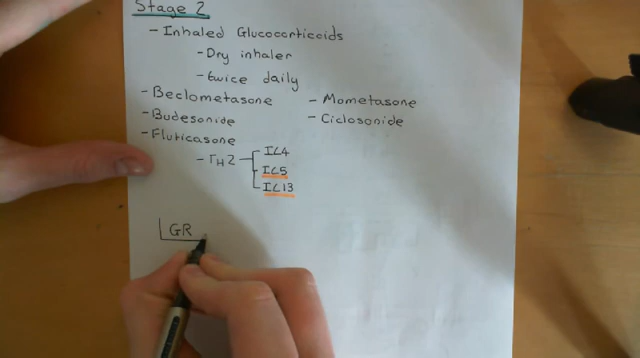 Stage 2
- Inhaled Glucocorticoids
- Dry inhaler
- twice daily
- Beclometasone - Mometasone
- Budesonide - Ciclosonide
- Fluticasone
- TH2 IL4
IL5
IL13
GR